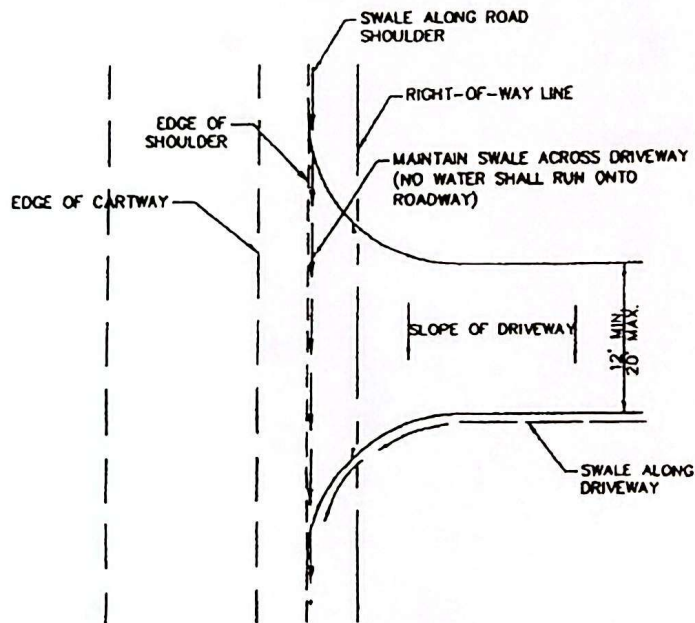 SWALE ALONG ROAD
SHOULDER
RIGHT-OF-WAY LINE
EDGE OF
SHOULDER
MAINTAIN SWALE ACROSS DRIVEWAY
(NO WATER SHALL RUN ONTO
ROADWAY)
EDGE OF CARTWAY
SLOPE OF DRIVEWAY
12' MIN.
20' MAX.
SWALE ALONG
DRIVEWAY